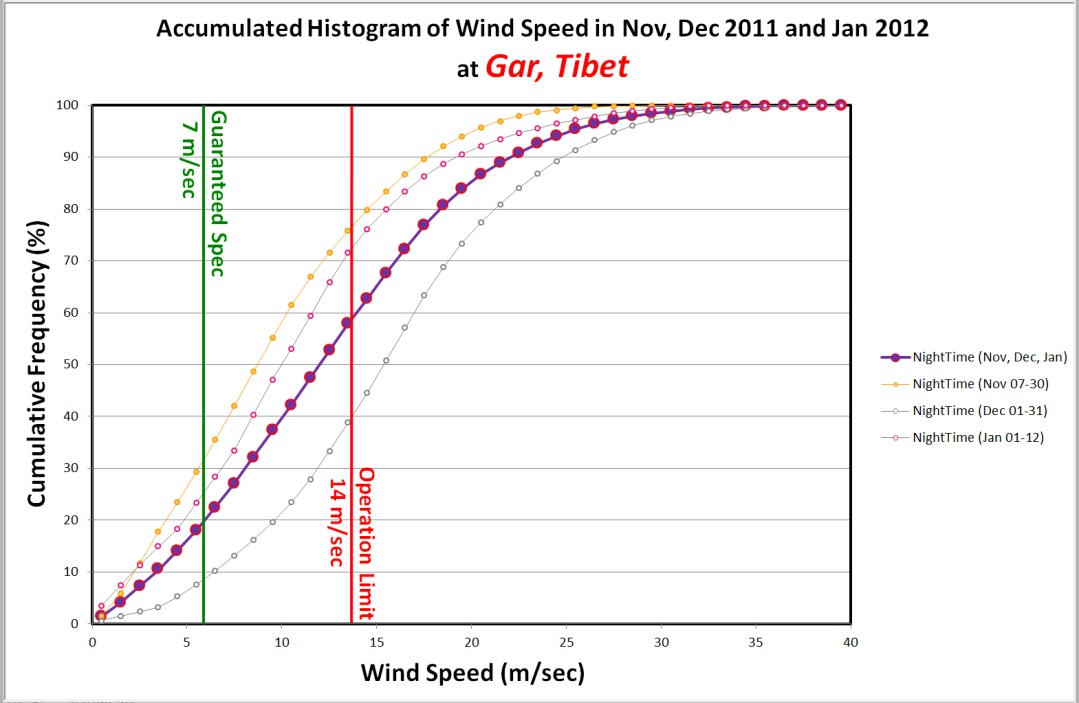 Accumulated Histogram of Wind Speed in Nov, Dec 2011 and Jan 2012
at Gar, Tibet
Cumulative Frequency (%)
100
90
80
70
60
50
40
30
20
10
0
Guaranteed Spec
7 m/sec
Operation Limit
14 m/sec
0 5 10 15 20 25 30 35 40
Wind Speed (m/sec)
NightTime (Nov, Dec, Jan)
NightTime (Nov 07-30)
NightTime (Dec 01-31)
NightTime (Jan 01-12)